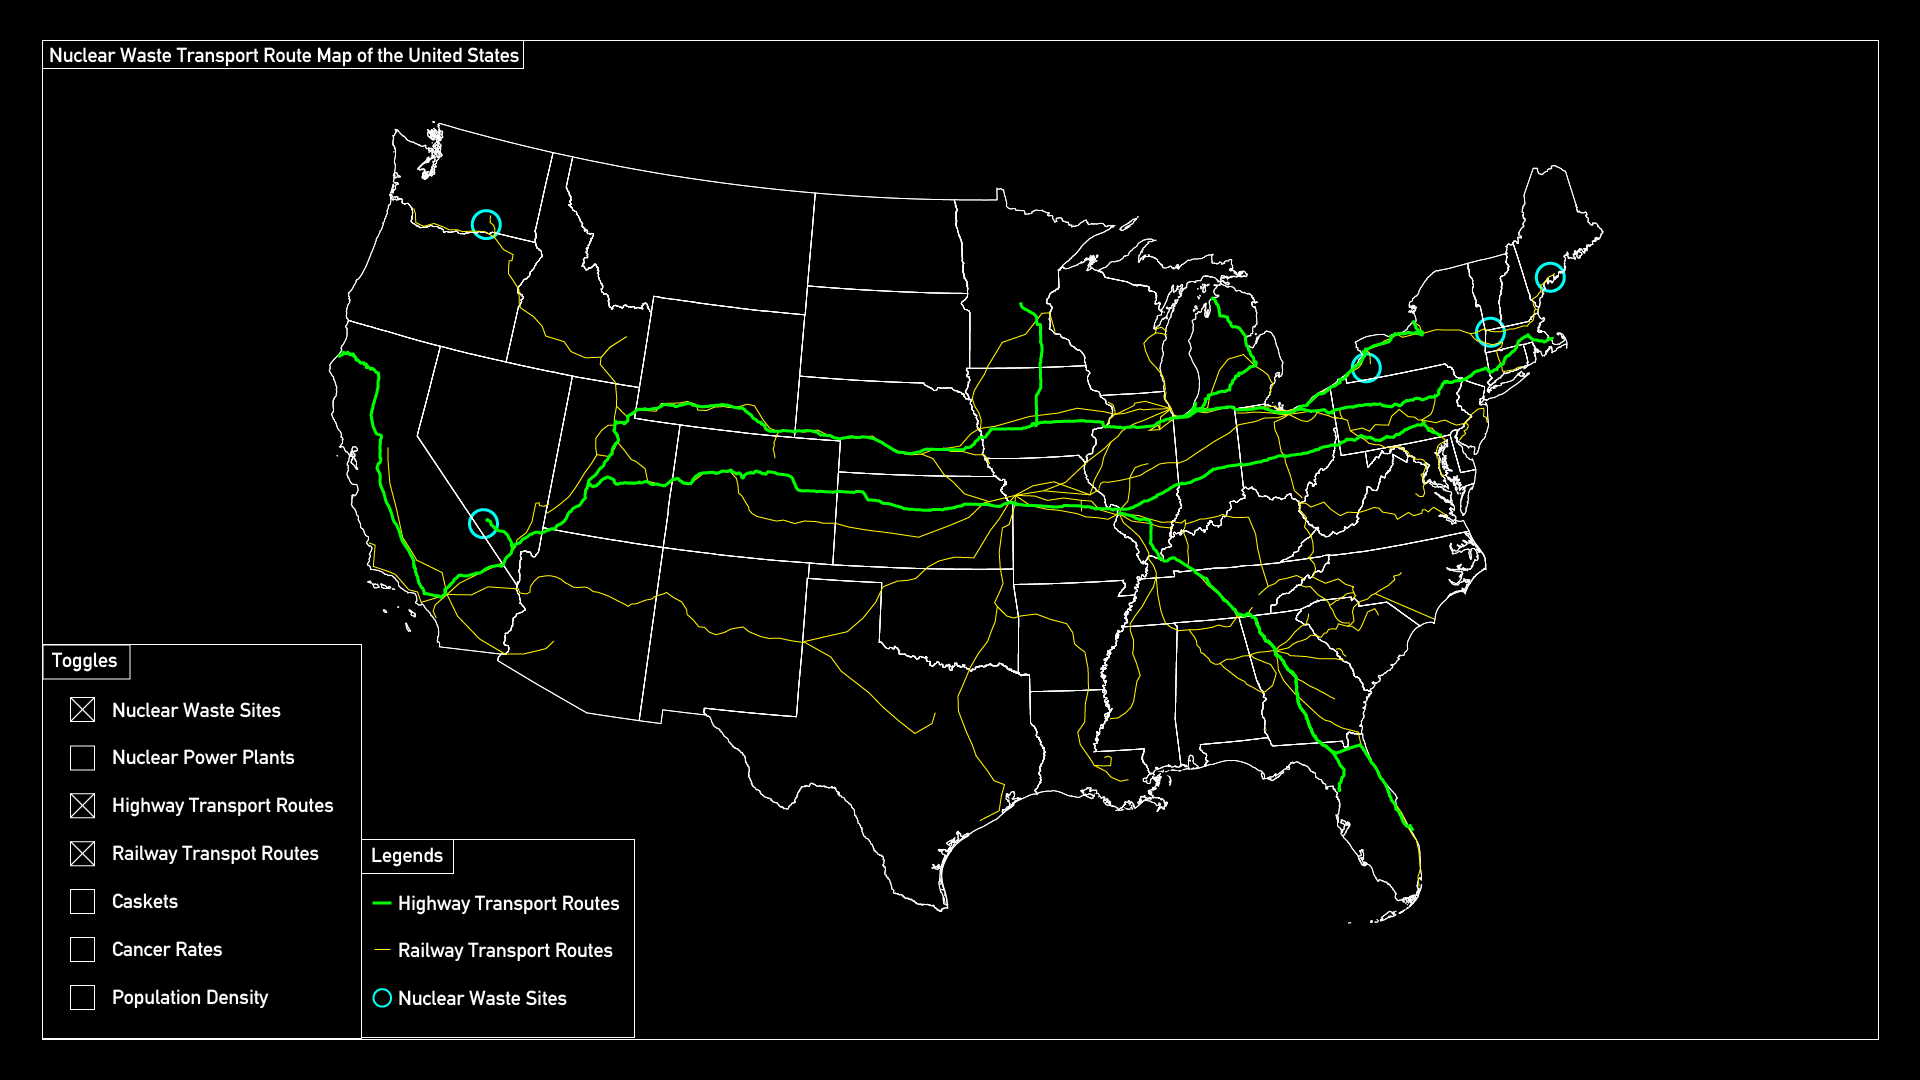 Nuclear Waste Transport Route Map of the United States
Toggles
Nuclear Waste Sites
Nuclear Power Plants
Highway Transport Routes
Railway Transpot Routes
Caskets
Cancer Rates
Population Density
Legends
Highway Transport Routes
Railway Transport Routes
Nuclear Waste Sites